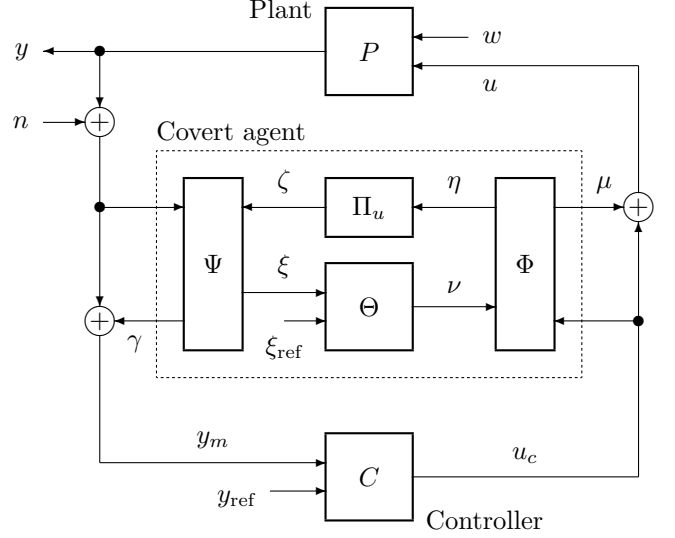 Plant
y
P
w
u
n
+
Covert agent
ζ
Π_u
η
μ
+
Ψ
ξ
Θ
ν
Φ
+
γ
ξ_ref
y_m
C
u_c
y_ref
Controller